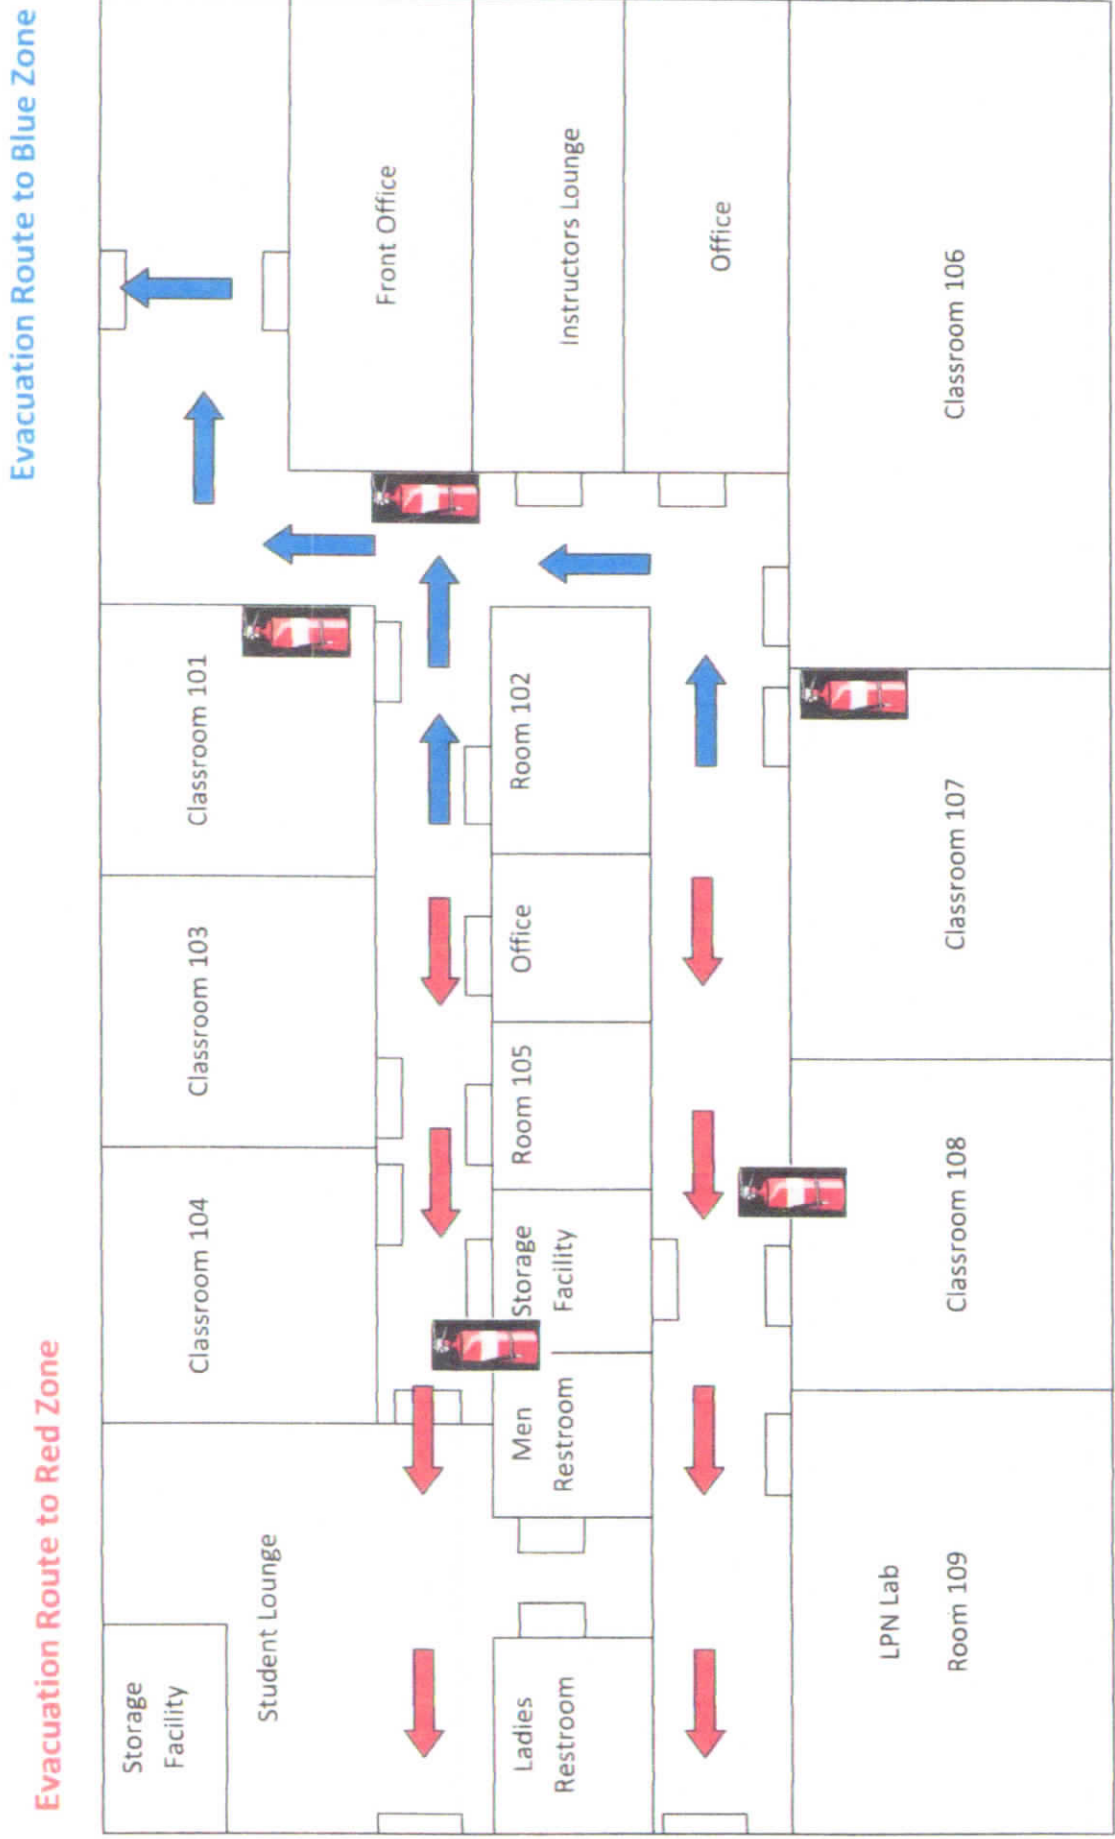 Evacuation Route to Red Zone
Evacuation Route to Blue Zone
Storage
Facility
Student Lounge
Classroom 104
Classroom 103
Classroom 101
Front Office
Ladies
Restroom
Men
Restroom
Storage
Facility
Room 105
Office
Room 102
Instructors Lounge
Office
LPN Lab
Room 109
Classroom 108
Classroom 107
Classroom 106